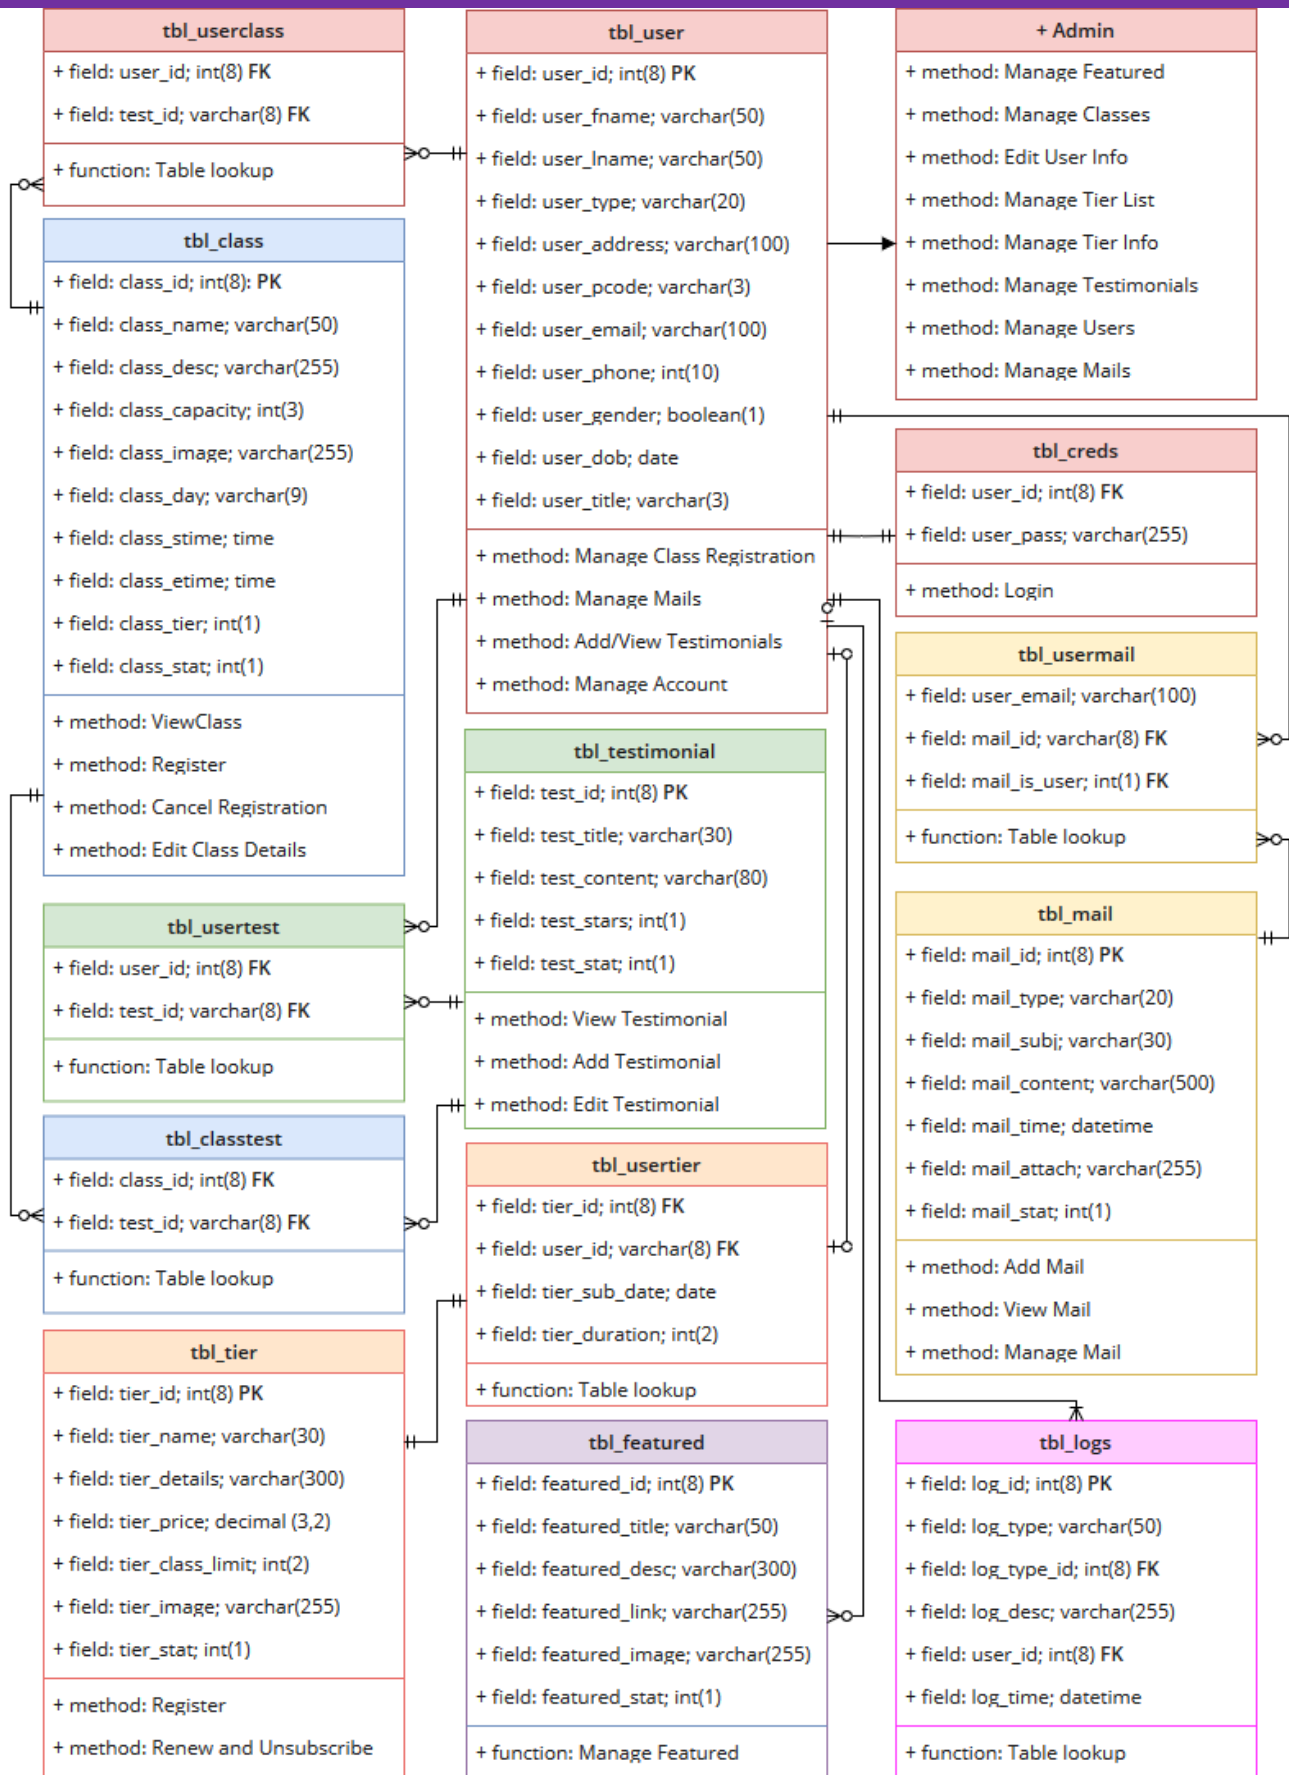 tbl_userclass
+ field: user_id; int(8) FK
+ field: test_id; varchar(8) FK
+ function: Table lookup
tbl_class
+ field: class_id; int(8): PK
+ field: class_name; varchar(50)
+ field: class_desc; varchar(255)
+ field: class_capacity; int(3)
+ field: class_image; varchar(255)
+ field: class_day; varchar(9)
+ field: class_stime; time
+ field: class_etime; time
+ field: class_tier; int(1)
+ field: class_stat; int(1)
+ method: ViewClass
+ method: Register
+ method: Cancel Registration
+ method: Edit Class Details
tbl_usertest
+ field: user_id; int(8) FK
+ field: test_id; varchar(8) FK
+ function: Table lookup
tbl_classtest
+ field: class_id; int(8) FK
+ field: test_id; varchar(8) FK
+ function: Table lookup
tbl_tier
+ field: tier_id; int(8) PK
+ field: tier_name; varchar(30)
+ field: tier_details; varchar(300)
+ field: tier_price; decimal (3,2)
+ field: tier_class_limit; int(2)
+ field: tier_image; varchar(255)
+ field: tier_stat; int(1)
+ method: Register
+ method: Renew and Unsubscribe
tbl_user
+ field: user_id; int(8) PK
+ field: user_fname; varchar(50)
+ field: user_lname; varchar(50)
+ field: user_type; varchar(20)
+ field: user_address; varchar(100)
+ field: user_pcode; varchar(3)
+ field: user_email; varchar(100)
+ field: user_phone; int(10)
+ field: user_gender; boolean(1)
+ field: user_dob; date
+ field: user_title; varchar(3)
+ method: Manage Class Registration
+ method: Manage Mails
+ method: Add/View Testimonials
+ method: Manage Account
tbl_testimonial
+ field: test_id; int(8) PK
+ field: test_title; varchar(30)
+ field: test_content; varchar(80)
+ field: test_stars; int(1)
+ field: test_stat; int(1)
+ method: View Testimonial
+ method: Add Testimonial
+ method: Edit Testimonial
tbl_usertier
+ field: tier_id; int(8) FK
+ field: user_id; varchar(8) FK
+ field: tier_sub_date; date
+ field: tier_duration; int(2)
+ function: Table lookup
tbl_featured
+ field: featured_id; int(8) PK
+ field: featured_title; varchar(50)
+ field: featured_desc; varchar(300)
+ field: featured_link; varchar(255)
+ field: featured_image; varchar(255)
+ field: featured_stat; int(1)
+ function: Manage Featured
+ Admin
+ method: Manage Featured
+ method: Manage Classes
+ method: Edit User Info
+ method: Manage Tier List
+ method: Manage Tier Info
+ method: Manage Testimonials
+ method: Manage Users
+ method: Manage Mails
tbl_creds
+ field: user_id; int(8) FK
+ field: user_pass; varchar(255)
+ method: Login
tbl_usermail
+ field: user_email; varchar(100)
+ field: mail_id; varchar(8) FK
+ field: mail_is_user; int(1) FK
+ function: Table lookup
tbl_mail
+ field: mail_id; int(8) PK
+ field: mail_type; varchar(20)
+ field: mail_subj; varchar(30)
+ field: mail_content; varchar(500)
+ field: mail_time; datetime
+ field: mail_attach; varchar(255)
+ field: mail_stat; int(1)
+ method: Add Mail
+ method: View Mail
+ method: Manage Mail
tbl_logs
+ field: log_id; int(8) PK
+ field: log_type; varchar(50)
+ field: log_type_id; int(8) FK
+ field: log_desc; varchar(255)
+ field: user_id; int(8) FK
+ field: log_time; datetime
+ function: Table lookup